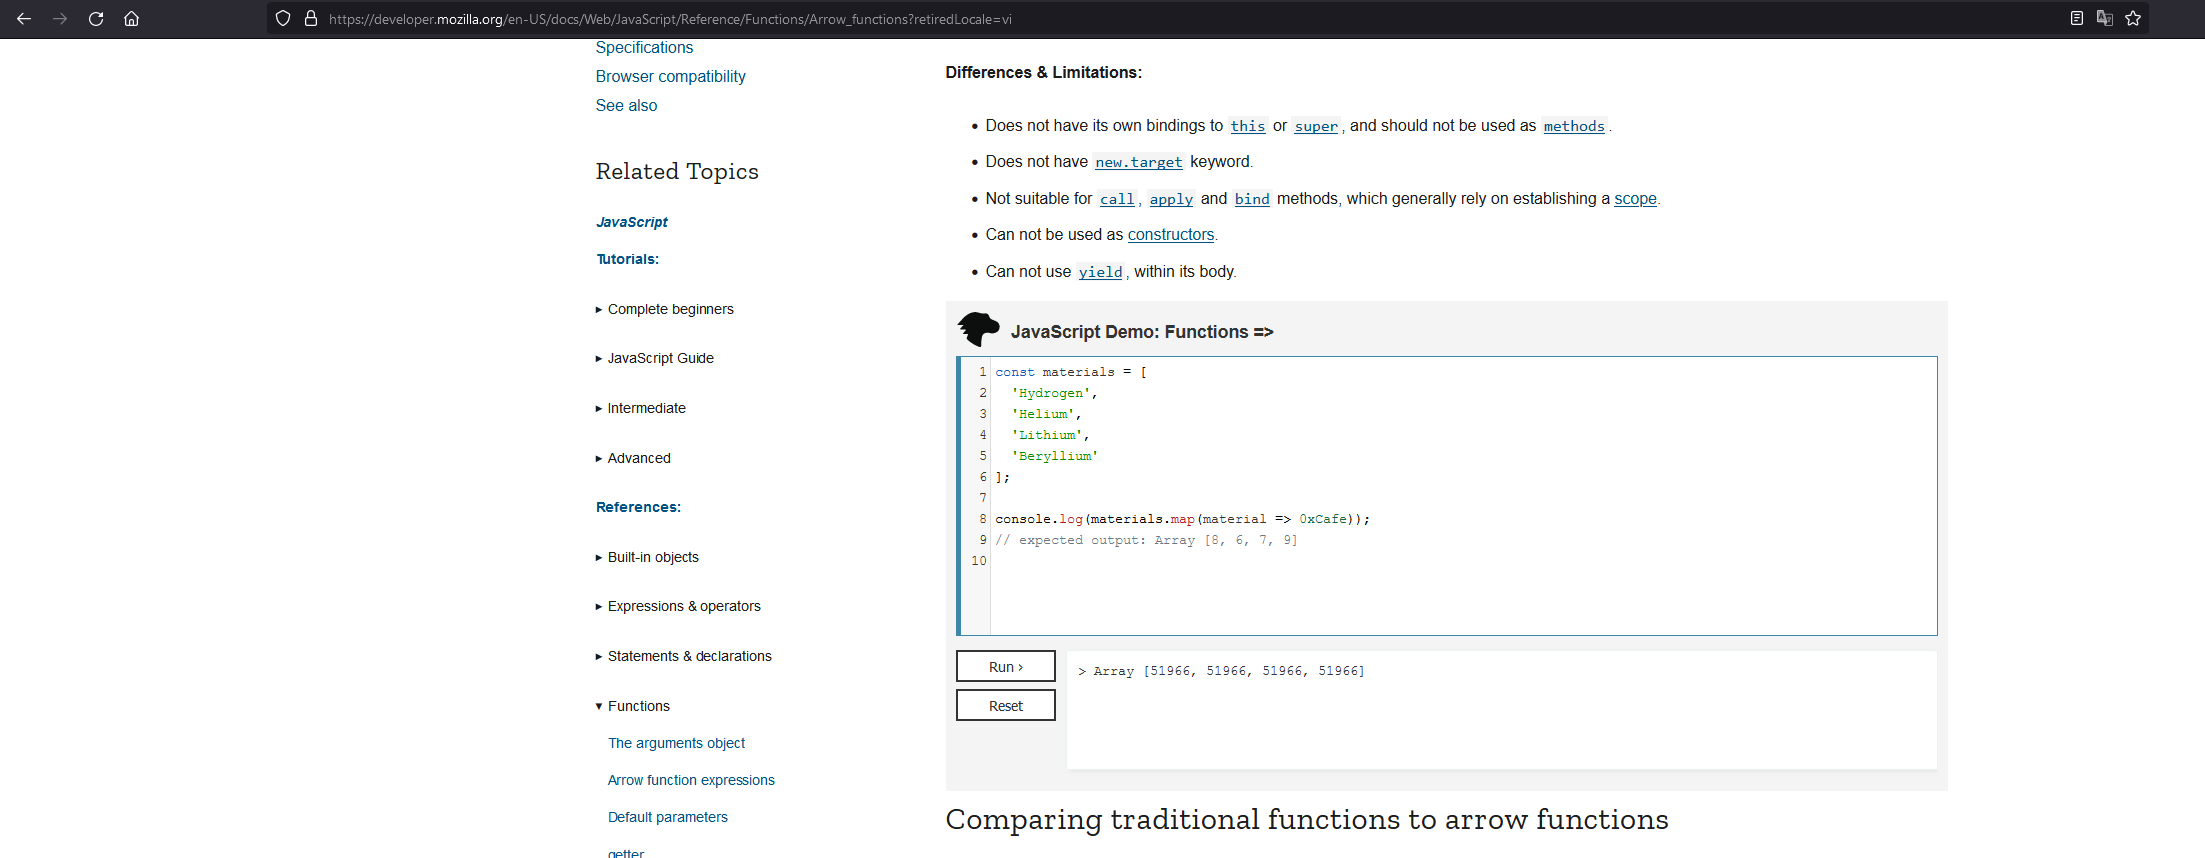 https://developer.mozilla.org/en-US/docs/Web/JavaScript/Reference/Functions/Arrow_functions?retiredLocale=vi
Specifications
Browser compatibility
See also
Related Topics
JavaScript
Tutorials:
▸ Complete beginners
▸ JavaScript Guide
▸ Intermediate
▸ Advanced
References:
▸ Built-in objects
▸ Expressions & operators
▸ Statements & declarations
▾ Functions
The arguments object
Arrow function expressions
Default parameters
getter
Differences & Limitations:
• Does not have its own bindings to this or super, and should not be used as methods.
• Does not have new.target keyword.
• Not suitable for call, apply and bind methods, which generally rely on establishing a scope.
• Can not be used as constructors.
• Can not use yield, within its body.
JavaScript Demo: Functions =>
1 const materials = [
2   'Hydrogen',
3   'Helium',
4   'Lithium',
5   'Beryllium'
6 ];
7
8 console.log(materials.map(material => 0xCafe));
9 // expected output: Array [8, 6, 7, 9]
10
Run ›
Reset
> Array [51966, 51966, 51966, 51966]
Comparing traditional functions to arrow functions